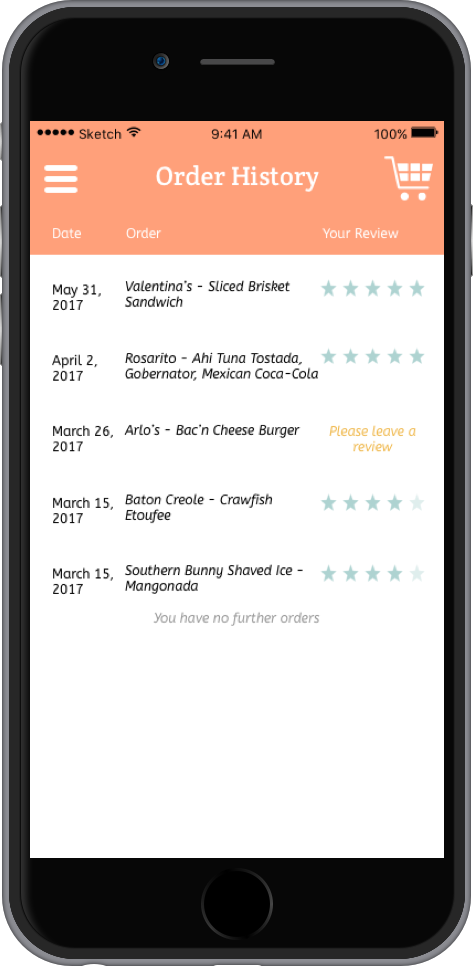 Sketch 9:41 AM 100%
Order History
Date Order Your Review
May 31,
2017
Valentina's - Sliced Brisket
Sandwich
April 2,
2017
Rosarito - Ahi Tuna Tostada,
Gobernator, Mexican Coca-Cola
March 26,
2017
Arlo's - Bac'n Cheese Burger
Please leave a
review
March 15,
2017
Baton Creole - Crawfish
Etoufee
March 15,
2017
Southern Bunny Shaved Ice -
Mangonada
You have no further orders